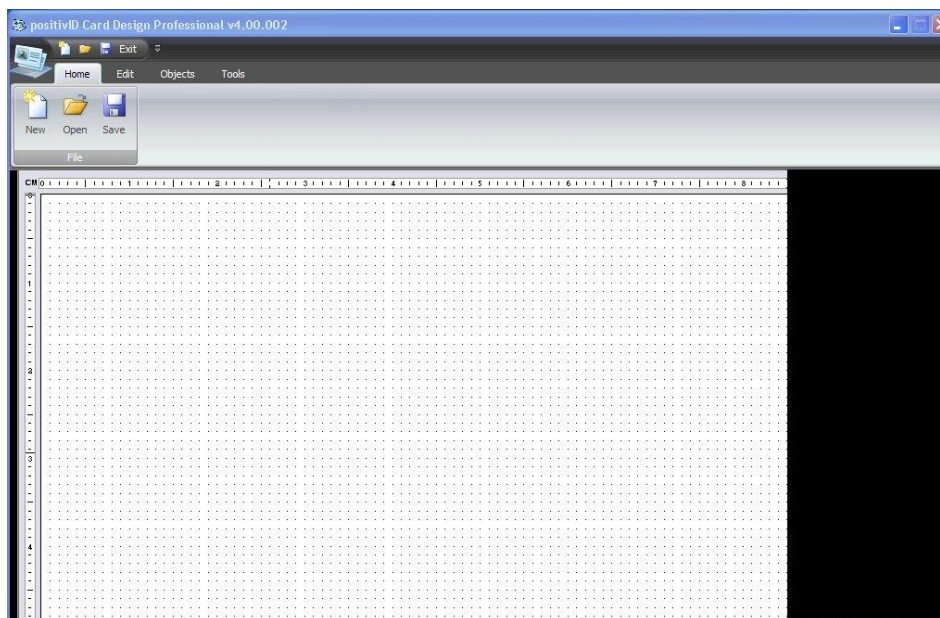 positivID Card Design Professional v4.00.002
Exit
Home Edit Objects Tools
New Open Save
File
CM 0 1 2 3 4 5 6 7 8
0
1
2
3
4